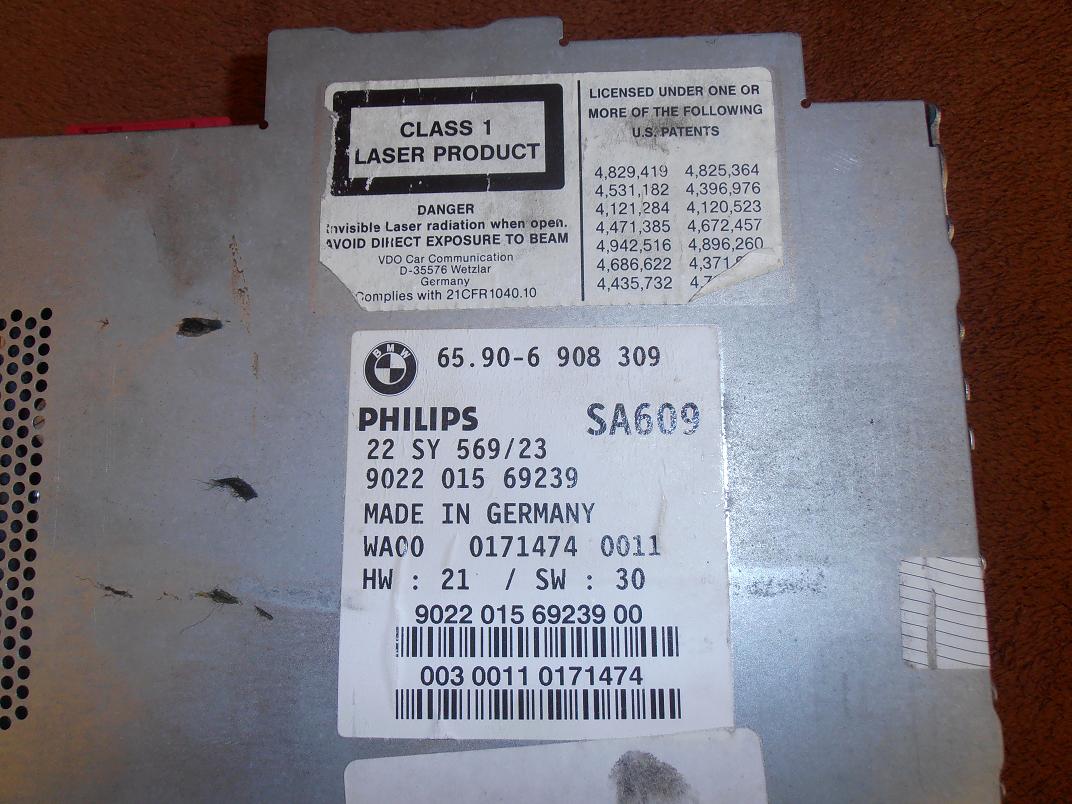 CLASS 1
LASER PRODUCT
DANGER
Invisible Laser radiation when open.
AVOID DIRECT EXPOSURE TO BEAM
VDO Car Communication
D-35576 Wetzlar
Germany
Complies with 21CFR1040.10
LICENSED UNDER ONE OR
MORE OF THE FOLLOWING
U.S. PATENTS
4,829,419 4,825,364
4,531,182 4,396,976
4,121,284 4,120,523
4,471,385 4,672,457
4,942,516 4,896,260
4,686,622
4,435,732
BMW
65.90-6 908 309
PHILIPS SA609
22 SY 569/23
9022 015 69239
MADE IN GERMANY
WA00 0171474 0011
HW : 21 / SW : 30
9022 015 69239 00
003 0011 0171474